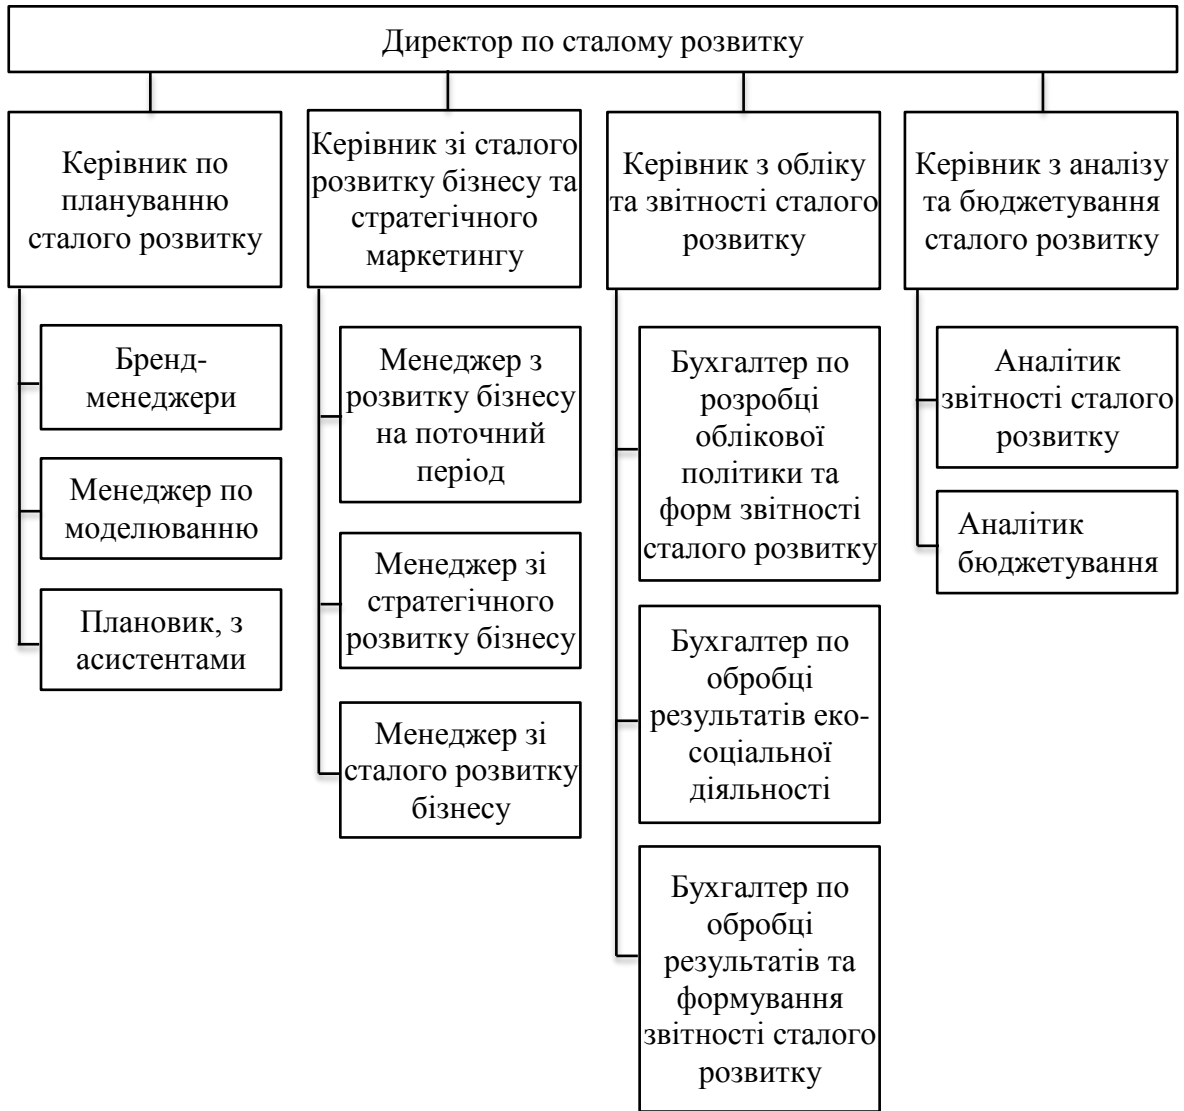 Директор по сталому розвитку
Керівник по
плануванню
сталого розвитку
Бренд-
менеджери
Менеджер по
моделюванню
Плановик, з
асистентами
Керівник зі сталого
розвитку бізнесу та
стратегічного
маркетингу
Менеджер з
розвитку бізнесу
на поточний
період
Менеджер зі
стратегічного
розвитку бізнесу
Менеджер зі
сталого розвитку
бізнесу
Керівник з обліку
та звітності сталого
розвитку
Бухгалтер по
розробці
облікової
політики та
форм звітності
сталого розвитку
Бухгалтер по
обробці
результатів еко-
соціальної
діяльності
Бухгалтер по
обробці
результатів та
формування
звітності сталого
розвитку
Керівник з аналізу
та бюджетування
сталого розвитку
Аналітик
звітності сталого
розвитку
Аналітик
бюджетування